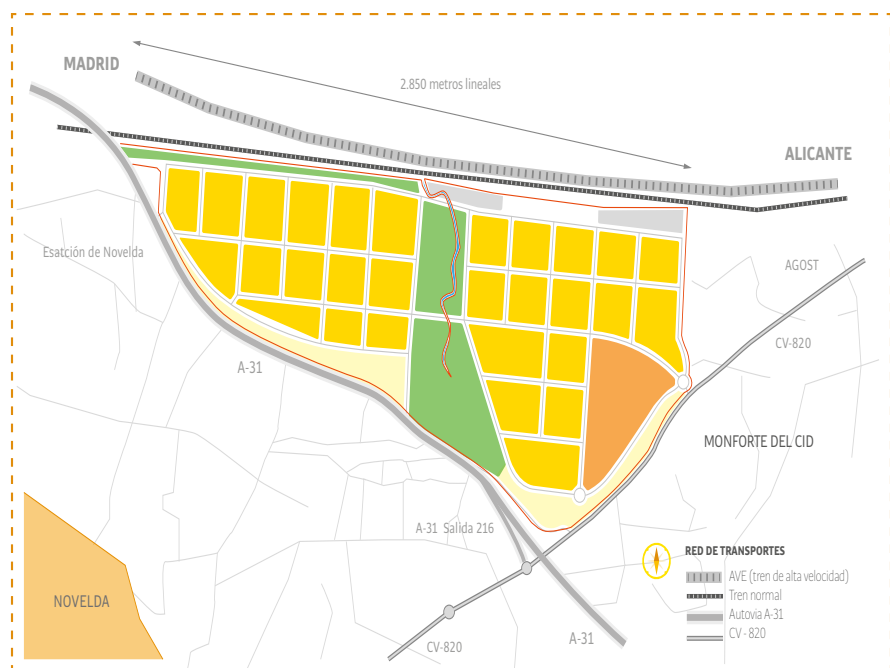 MADRID
2.850 metros lineales
ALICANTE
Esatción de Novelda
AGOST
CV-820
A-31
MONFORTE DEL CID
A-31 Salida 216
RED DE TRANSPORTES
AVE (tren de alta velocidad)
Tren normal
Autovia A-31
CV - 820
NOVELDA
CV-820
A-31